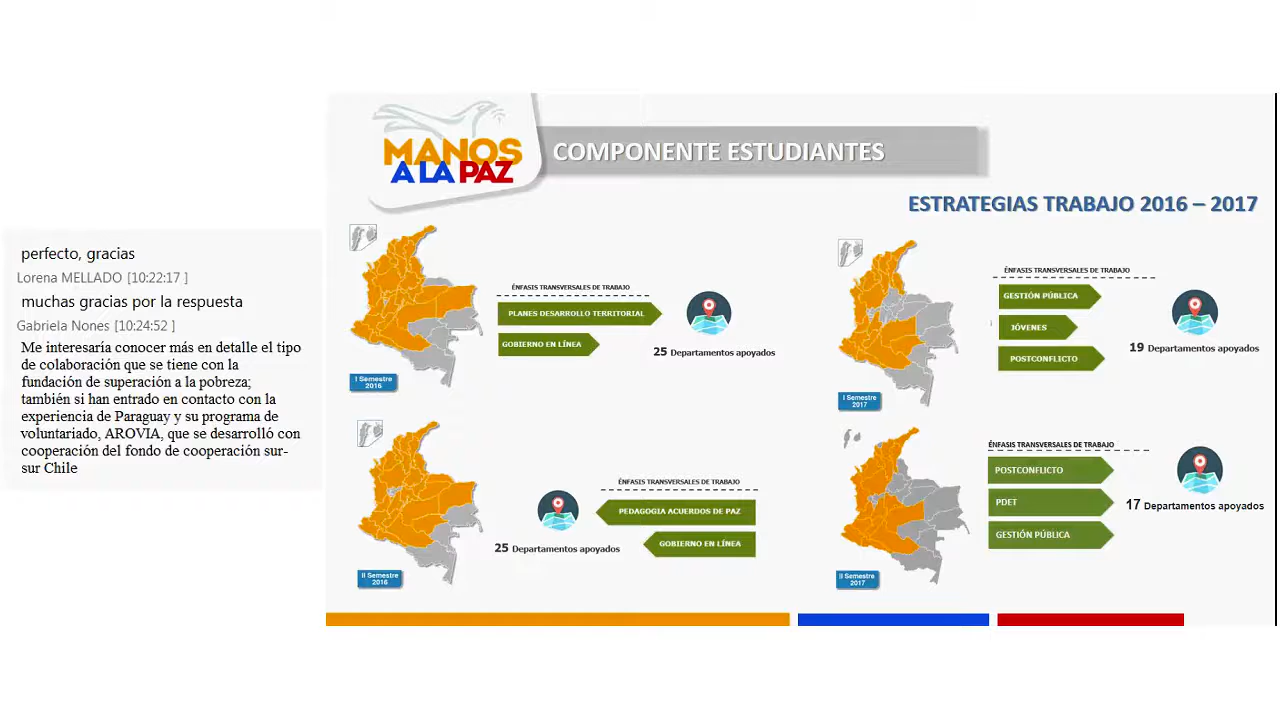 perfecto, gracias
Lorena MELLADO [10:22:17 ]
muchas gracias por la respuesta
Gabriela Nones [10:24:52 ]
Me interesaría conocer más en detalle el tipo
de colaboración que se tiene con la
fundación de superación a la pobreza;
también si han entrado en contacto con la
experiencia de Paraguay y su programa de
voluntariado, AROVIA, que se desarrolló con
cooperación del fondo de cooperación sur-
sur Chile
MANOS
A LA PAZ
COMPONENTE ESTUDIANTES
ESTRATEGIAS TRABAJO 2016 – 2017
ÉNFASIS TRANSVERSALES DE TRABAJO
PLANES DESARROLLO TERRITORIAL
GOBIERNO EN LÍNEA
25 Departamentos apoyados
I Semestre
2016
ÉNFASIS TRANSVERSALES DE TRABAJO
GESTIÓN PÚBLICA
JÓVENES
POSTCONFLICTO
19 Departamentos apoyados
I Semestre
2017
ÉNFASIS TRANSVERSALES DE TRABAJO
PEDAGOGIA ACUERDOS DE PAZ
GOBIERNO EN LÍNEA
25 Departamentos apoyados
II Semestre
2016
ÉNFASIS TRANSVERSALES DE TRABAJO
POSTCONFLICTO
PDET
GESTIÓN PÚBLICA
17 Departamentos apoyados
II Semestre
2017